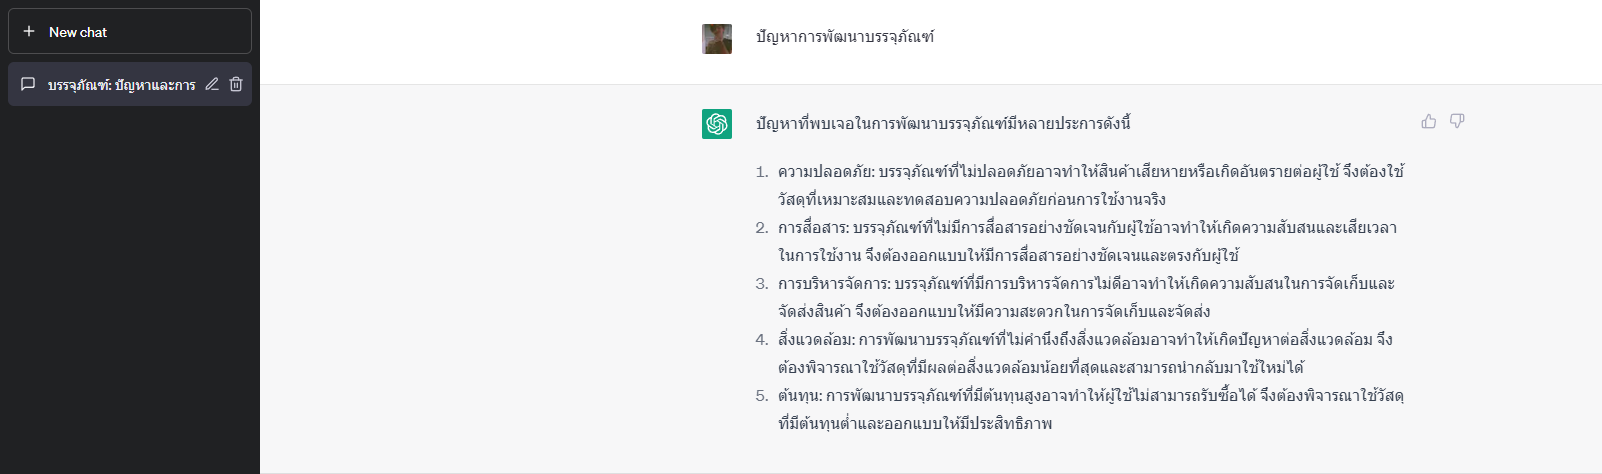 New chat
บรรจุภัณฑ์: ปัญหาและการ
ปัญหาการพัฒนาบรรจุภัณฑ์
ปัญหาที่พบเจอในการพัฒนาบรรจุภัณฑ์มีหลายประการดังนี้
1. ความปลอดภัย: บรรจุภัณฑ์ที่ไม่ปลอดภัยอาจทำให้สินค้าเสียหายหรือเกิดอันตรายต่อผู้ใช้ จึงต้องใช้
วัสดุที่เหมาะสมและทดสอบความปลอดภัยก่อนการใช้งานจริง
2. การสื่อสาร: บรรจุภัณฑ์ที่ไม่มีการสื่อสารอย่างชัดเจนกับผู้ใช้อาจทำให้เกิดความสับสนและเสียเวลา
ในการใช้งาน จึงต้องออกแบบให้มีการสื่อสารอย่างชัดเจนและตรงกับผู้ใช้
3. การบริหารจัดการ: บรรจุภัณฑ์ที่มีการบริหารจัดการไม่ดีอาจทำให้เกิดความสับสนในการจัดเก็บและ
จัดส่งสินค้า จึงต้องออกแบบให้มีความสะดวกในการจัดเก็บและจัดส่ง
4. สิ่งแวดล้อม: การพัฒนาบรรจุภัณฑ์ที่ไม่คำนึงถึงสิ่งแวดล้อมอาจทำให้เกิดปัญหาต่อสิ่งแวดล้อม จึง
ต้องพิจารณาใช้วัสดุที่มีผลต่อสิ่งแวดล้อมน้อยที่สุดและสามารถนำกลับมาใช้ใหม่ได้
5. ต้นทุน: การพัฒนาบรรจุภัณฑ์ที่มีต้นทุนสูงอาจทำให้ผู้ใช้ไม่สามารถรับซื้อได้ จึงต้องพิจารณาใช้วัสดุ
ที่มีต้นทุนต่ำและออกแบบให้มีประสิทธิภาพ